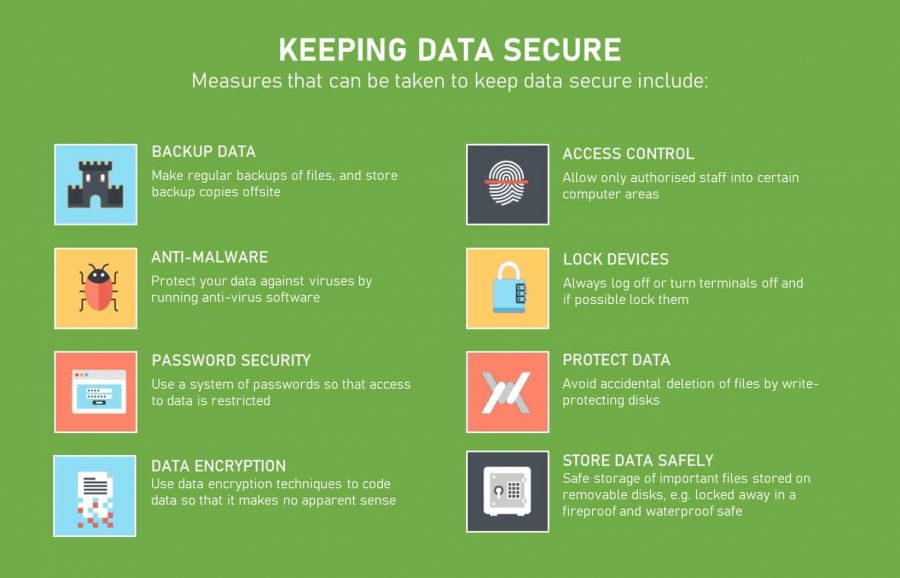 KEEPING DATA SECURE
Measures that can be taken to keep data secure include:
BACKUP DATA
Make regular backups of files, and store
backup copies offsite
ANTI-MALWARE
Protect your data against viruses by
running anti-virus software
PASSWORD SECURITY
Use a system of passwords so that access
to data is restricted
DATA ENCRYPTION
Use data encryption techniques to code
data so that it makes no apparent sense
ACCESS CONTROL
Allow only authorised staff into certain
computer areas
LOCK DEVICES
Always log off or turn terminals off and
if possible lock them
PROTECT DATA
Avoid accidental deletion of files by write-
protecting disks
STORE DATA SAFELY
Safe storage of important files stored on
removable disks, e.g. locked away in a
fireproof and waterproof safe